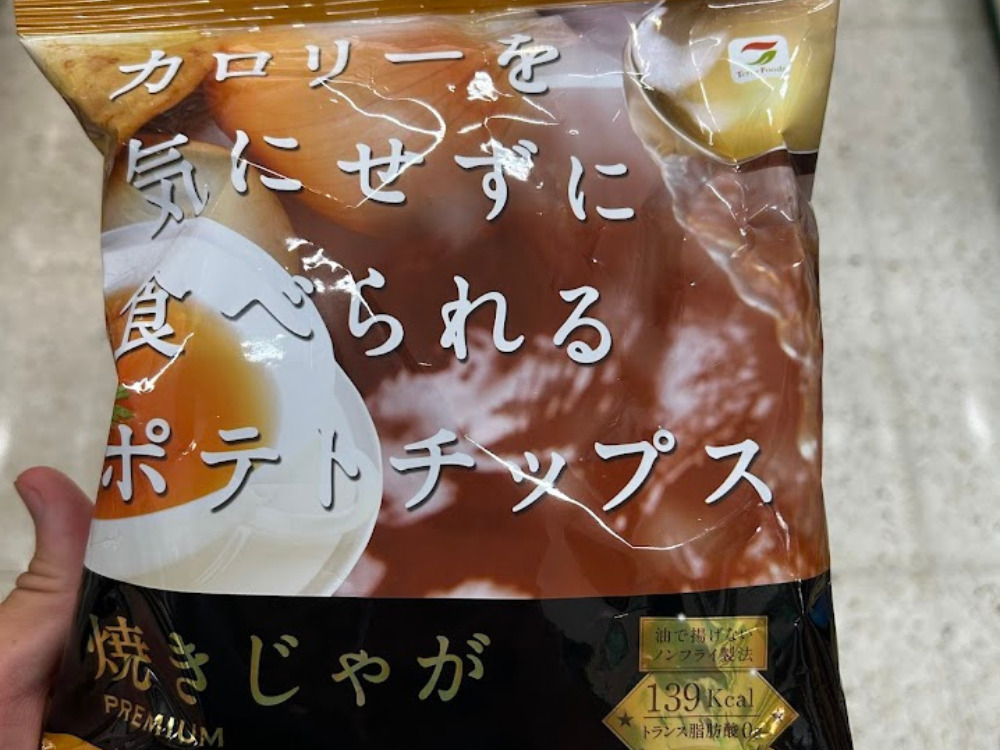 カロリーを
気にせずに
食べられる
ポテトチップス
焼きじゃが
PREMIUM
油で揚げない
ノンフライ製法
139Kcal
トランス脂肪酸0g